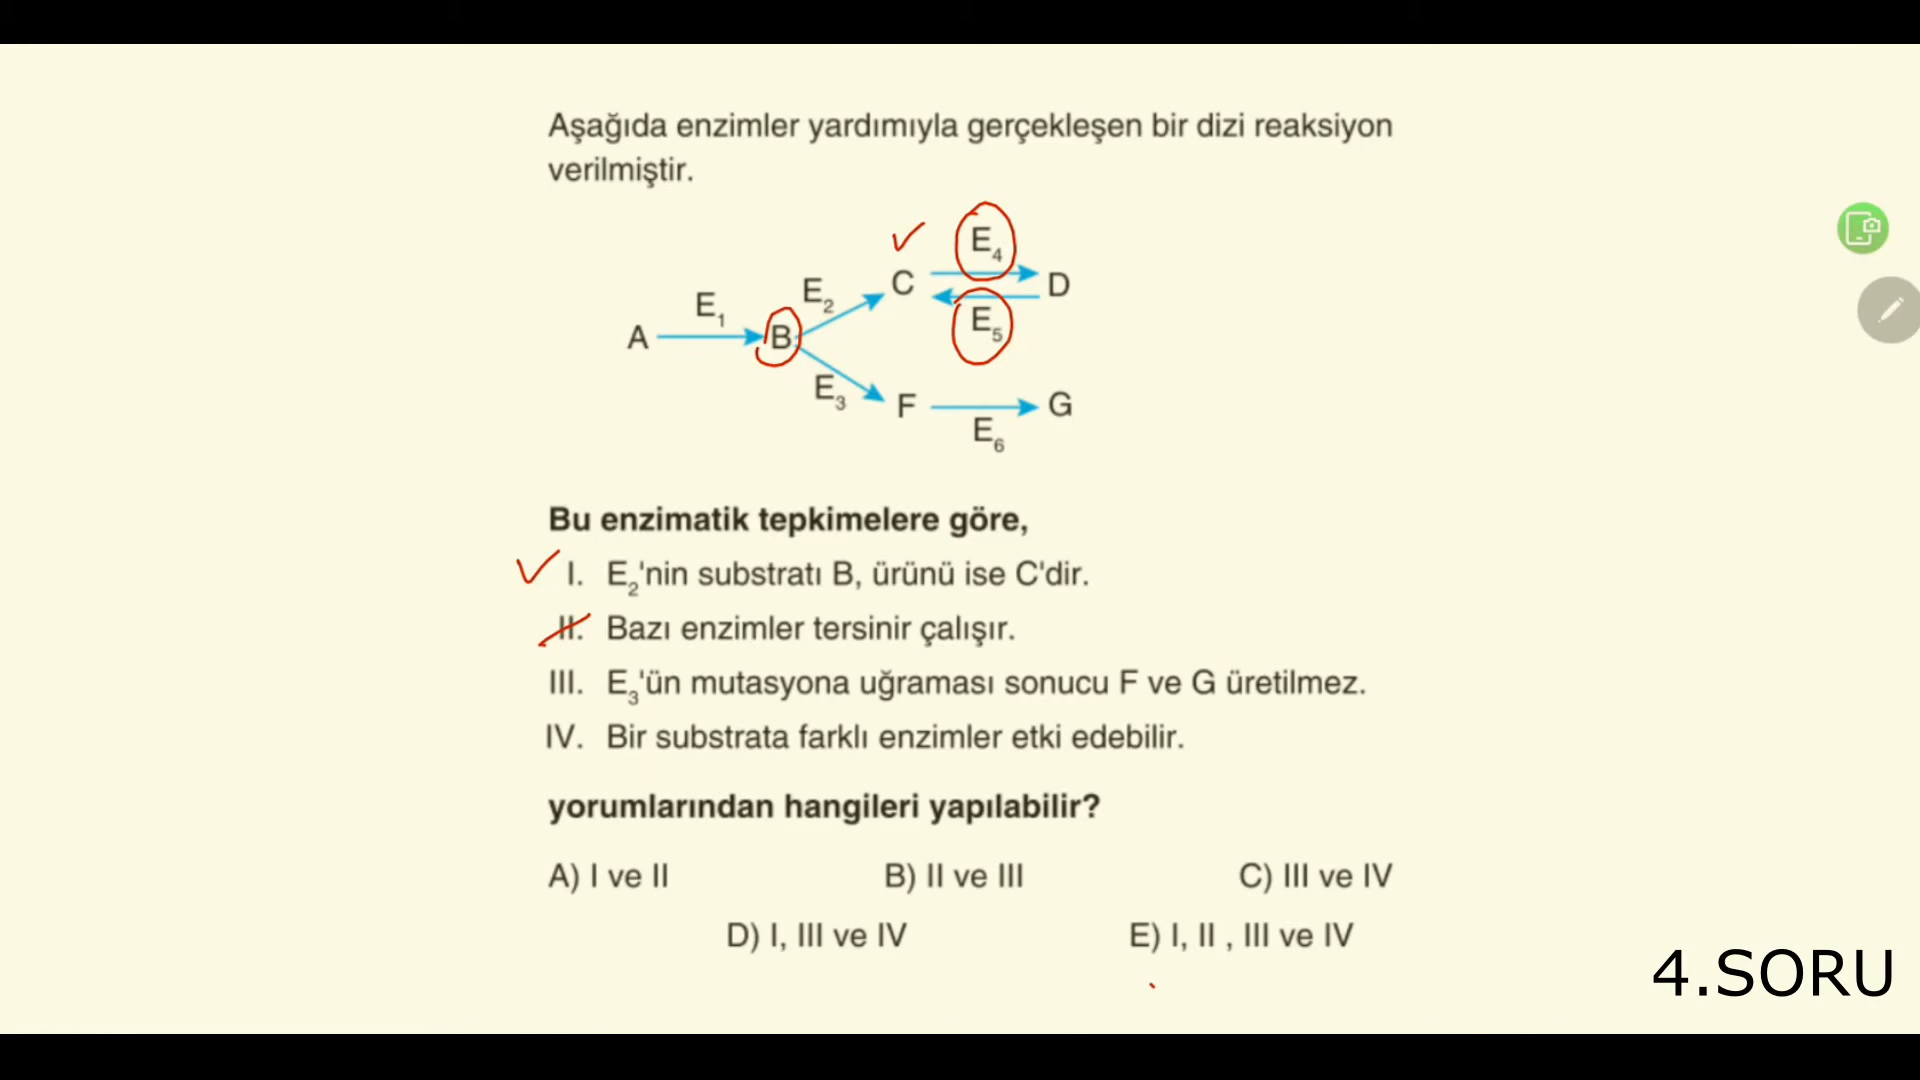 Aşağıda enzimler yardımıyla gerçekleşen bir dizi reaksiyon
verilmiştir.
E₄
C D
E₂
E₁ E₅
A B
E₃
F G
E₆
Bu enzimatik tepkimelere göre,
I. E₂'nin substratı B, ürünü ise C'dir.
II. Bazı enzimler tersinir çalışır.
III. E₃'ün mutasyona uğraması sonucu F ve G üretilmez.
IV. Bir substrata farklı enzimler etki edebilir.
yorumlarından hangileri yapılabilir?
A) I ve II B) II ve III C) III ve IV
D) I, III ve IV E) I, II , III ve IV
4.SORU